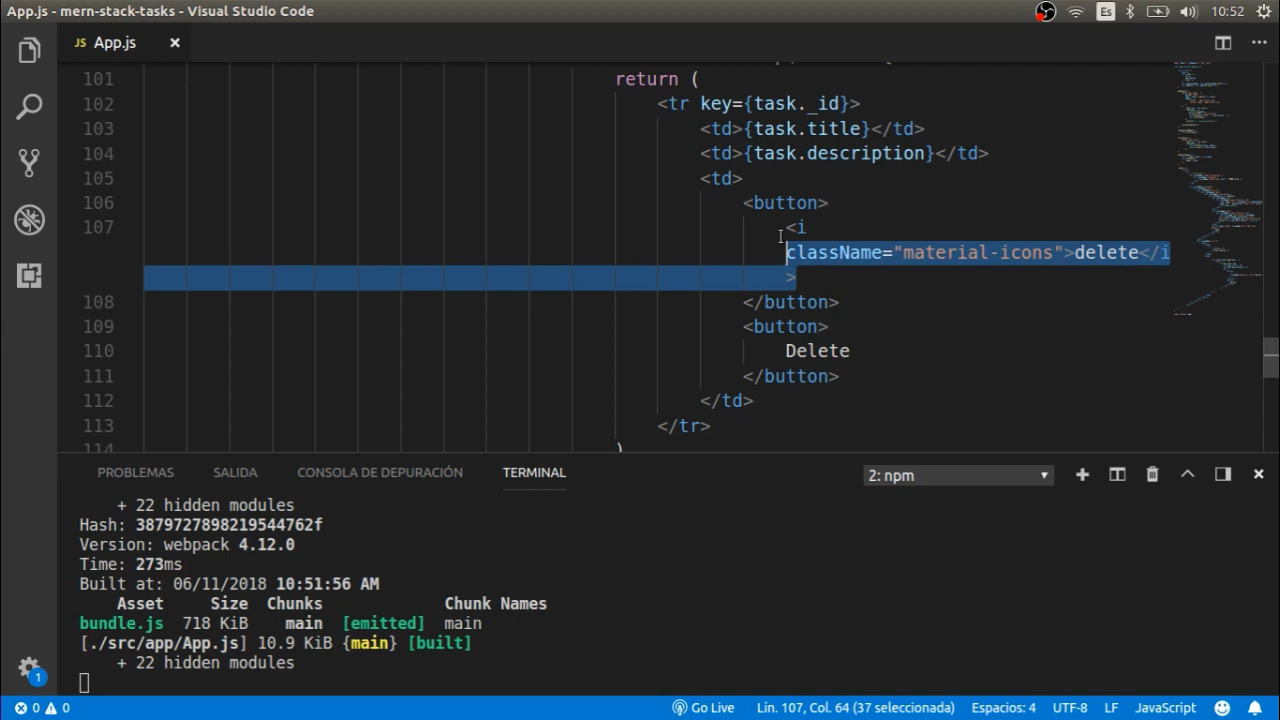 App.js - mern-stack-tasks - Visual Studio Code
Es
10:52
JS App.js
101 return (
102 <tr key={task._id}>
103 <td>{task.title}</td>
104 <td>{task.description}</td>
105 <td>
106 <button>
107 <i
className="material-icons">delete</i
>
108 </button>
109 <button>
110 Delete
111 </button>
112 </td>
113 </tr>
114 )
PROBLEMAS SALIDA CONSOLA DE DEPURACIÓN TERMINAL 2: npm
+ 22 hidden modules
Hash: 3879727898219544762f
Version: webpack 4.12.0
Time: 273ms
Built at: 06/11/2018 10:51:56 AM
Asset Size Chunks Chunk Names
bundle.js 718 KiB main [emitted] main
[./src/app/App.js] 10.9 KiB {main} [built]
+ 22 hidden modules
1
0 0 Go Live Lín. 107, Col. 64 (37 seleccionada) Espacios: 4 UTF-8 LF JavaScript